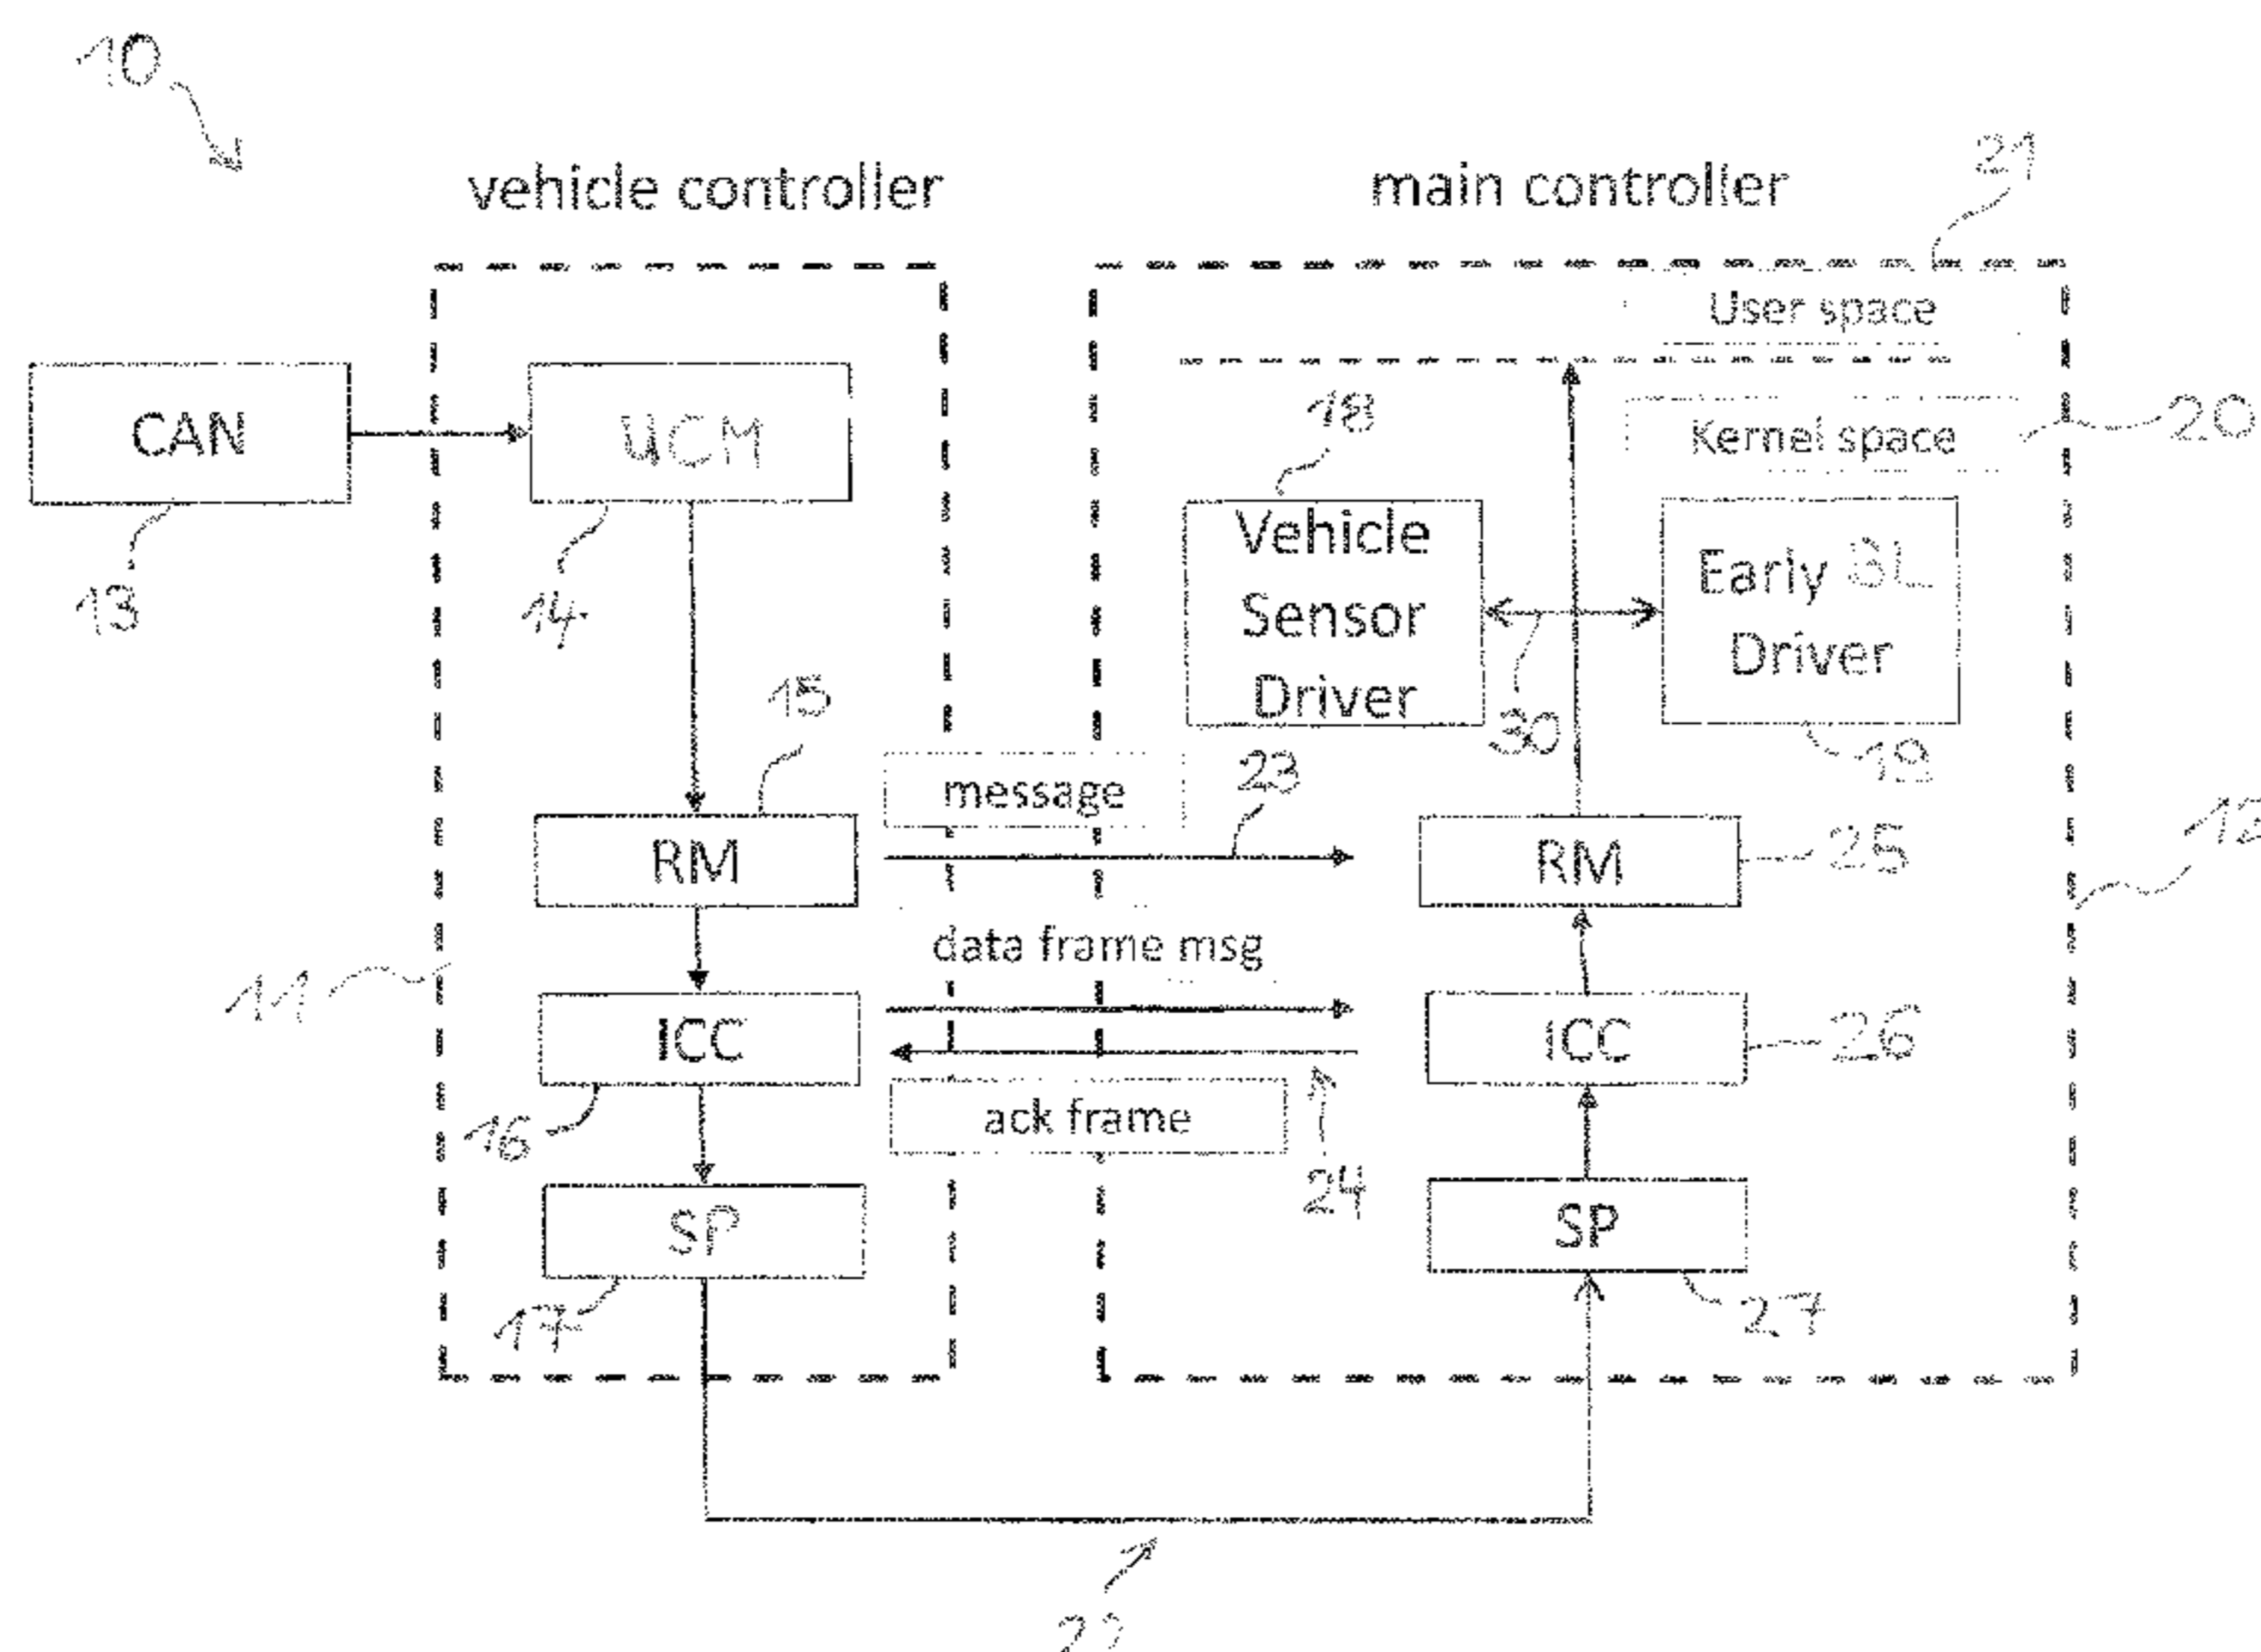 10
vehicle controller
main controller
21
User space
CAN
UCM
Kernel space
20
18
Vehicle
Sensor
Driver
Early
Driver
13
14
30
19
15
message
23
RM
RM
25
12
data frame msg
11
ICC
ICC
26
16
ack frame
24
SP
SP
17
27